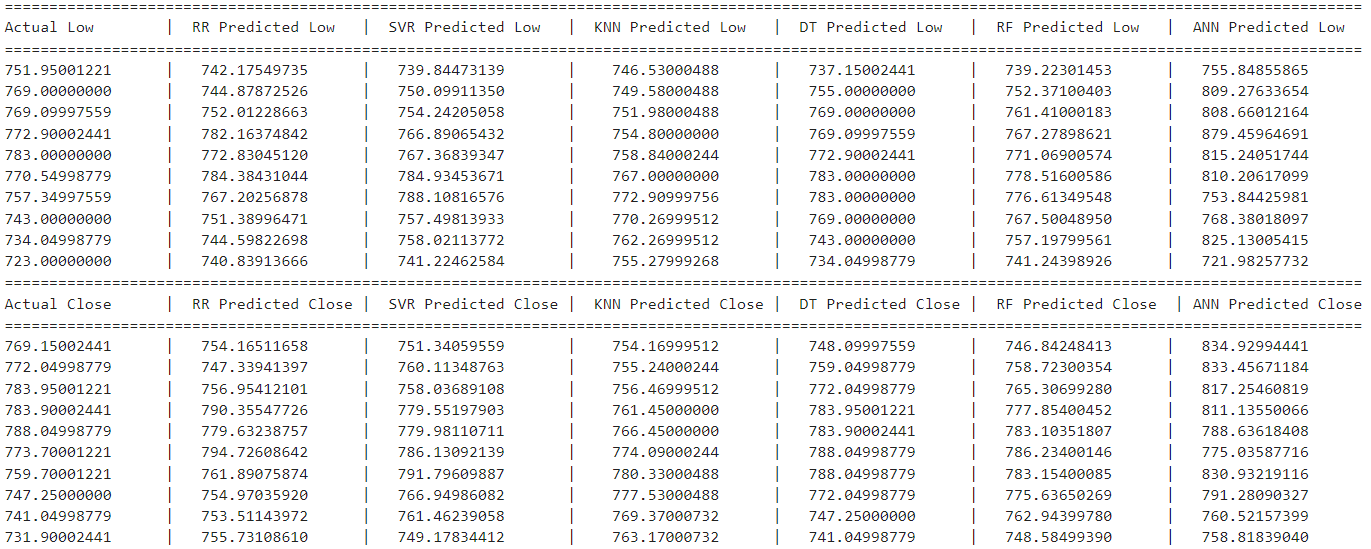 ==========================================================================================================================================================
Actual Low | RR Predicted Low | SVR Predicted Low | KNN Predicted Low | DT Predicted Low | RF Predicted Low | ANN Predicted Low
==========================================================================================================================================================
751.95001221 | 742.17549735 | 739.84473139 | 746.53000488 | 737.15002441 | 739.22301453 | 755.84855865
769.00000000 | 744.87872526 | 750.09911350 | 749.58000488 | 755.00000000 | 752.37100403 | 809.27633654
769.09997559 | 752.01228663 | 754.24205058 | 751.98000488 | 769.00000000 | 761.41000183 | 808.66012164
772.90002441 | 782.16374842 | 766.89065432 | 754.80000000 | 769.09997559 | 767.27898621 | 879.45964691
783.00000000 | 772.83045120 | 767.36839347 | 758.84000244 | 772.90002441 | 771.06900574 | 815.24051744
770.54998779 | 784.38431044 | 784.93453671 | 767.00000000 | 783.00000000 | 778.51600586 | 810.20617099
757.34997559 | 767.20256878 | 788.10816576 | 772.90999756 | 783.00000000 | 776.61349548 | 753.84425981
743.00000000 | 751.38996471 | 757.49813933 | 770.26999512 | 769.00000000 | 767.50048950 | 768.38018097
734.04998779 | 744.59822698 | 758.02113772 | 762.26999512 | 743.00000000 | 757.19799561 | 825.13005415
723.00000000 | 740.83913666 | 741.22462584 | 755.27999268 | 734.04998779 | 741.24398926 | 721.98257732
==========================================================================================================================================================
Actual Close | RR Predicted Close | SVR Predicted Close | KNN Predicted Close | DT Predicted Close | RF Predicted Close | ANN Predicted Close
==========================================================================================================================================================
769.15002441 | 754.16511658 | 751.34059559 | 754.16999512 | 748.09997559 | 746.84248413 | 834.92994441
772.04998779 | 747.33941397 | 760.11348763 | 755.24000244 | 759.04998779 | 758.72300354 | 833.45671184
783.95001221 | 756.95412101 | 758.03689108 | 756.46999512 | 772.04998779 | 765.30699280 | 817.25460819
783.90002441 | 790.35547726 | 779.55197903 | 761.45000000 | 783.95001221 | 777.85400452 | 811.13550066
788.04998779 | 779.63238757 | 779.98110711 | 766.45000000 | 783.90002441 | 783.10351807 | 788.63618408
773.70001221 | 794.72608642 | 786.13092139 | 774.09000244 | 788.04998779 | 786.23400146 | 775.03587716
759.70001221 | 761.89075874 | 791.79609887 | 780.33000488 | 788.04998779 | 783.15400085 | 830.93219116
747.25000000 | 754.97035920 | 766.94986082 | 777.53000488 | 772.04998779 | 775.63650269 | 791.28090327
741.04998779 | 753.51143972 | 761.46239058 | 769.37000732 | 747.25000000 | 762.94399780 | 760.52157399
731.90002441 | 755.73108610 | 749.17834412 | 763.17000732 | 741.04998779 | 748.58499390 | 758.81839040